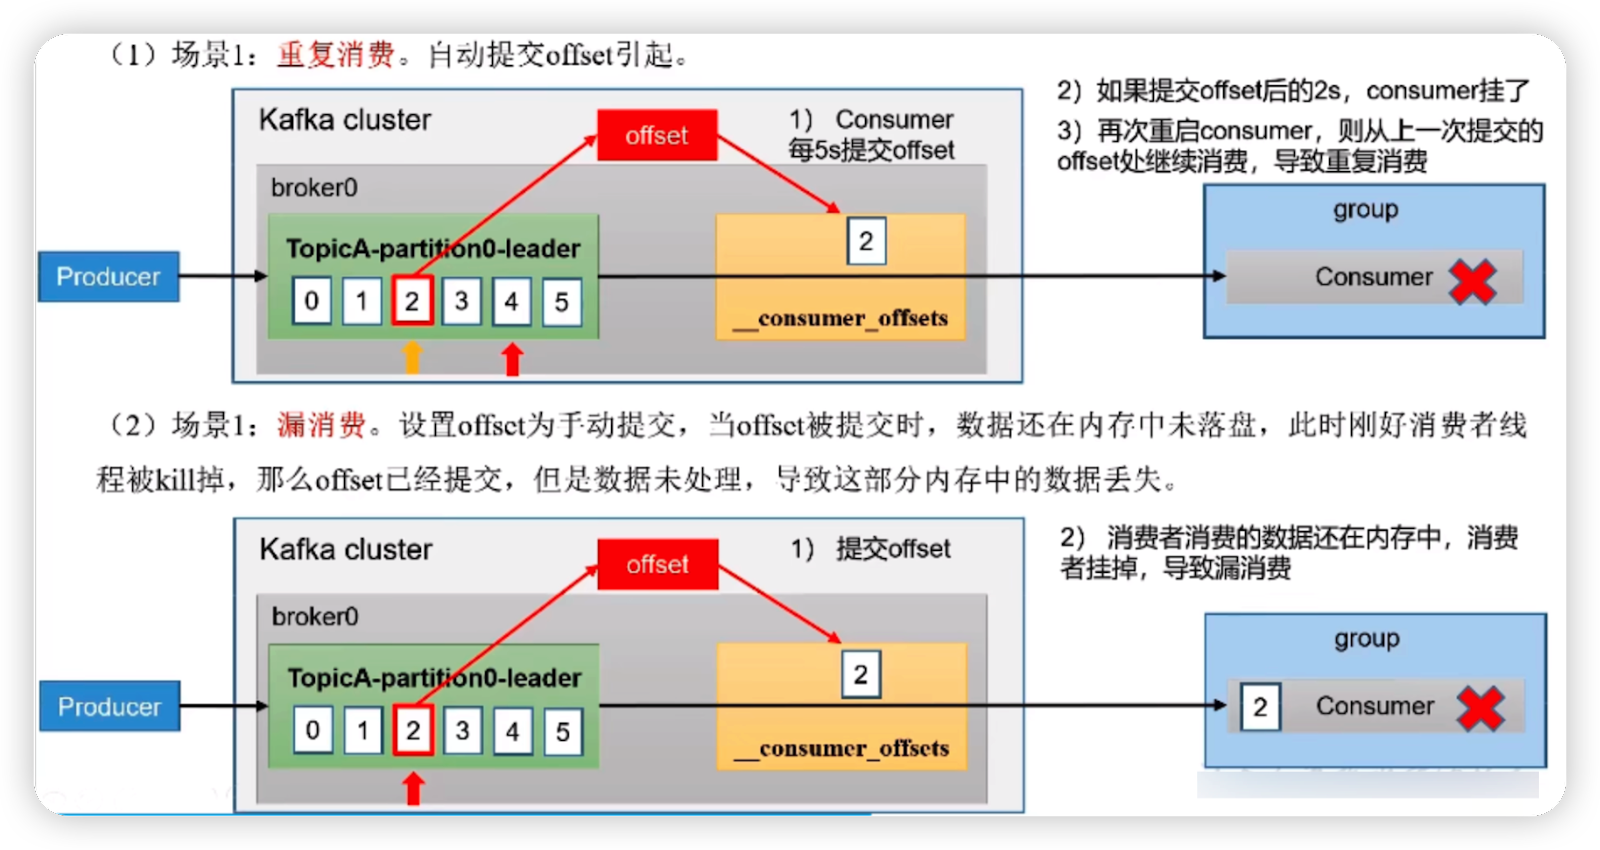 （1）场景1：重复消费。自动提交offset引起。
Kafka cluster
offset
1） Consumer
每5s提交offset
2）如果提交offset后的2s，consumer挂了
3）再次重启consumer，则从上一次提交的
offset处继续消费，导致重复消费
broker0
TopicA-partition0-leader
0 1 2 3 4 5
2
__consumer_offsets
Producer
group
Consumer
（2）场景1：漏消费。设置offset为手动提交，当offset被提交时，数据还在内存中未落盘，此时刚好消费者线
程被kill掉，那么offset已经提交，但是数据未处理，导致这部分内存中的数据丢失。
Kafka cluster
offset
1） 提交offset
2） 消费者消费的数据还在内存中，消费
者挂掉，导致漏消费
broker0
TopicA-partition0-leader
0 1 2 3 4 5
2
__consumer_offsets
Producer
group
2 Consumer